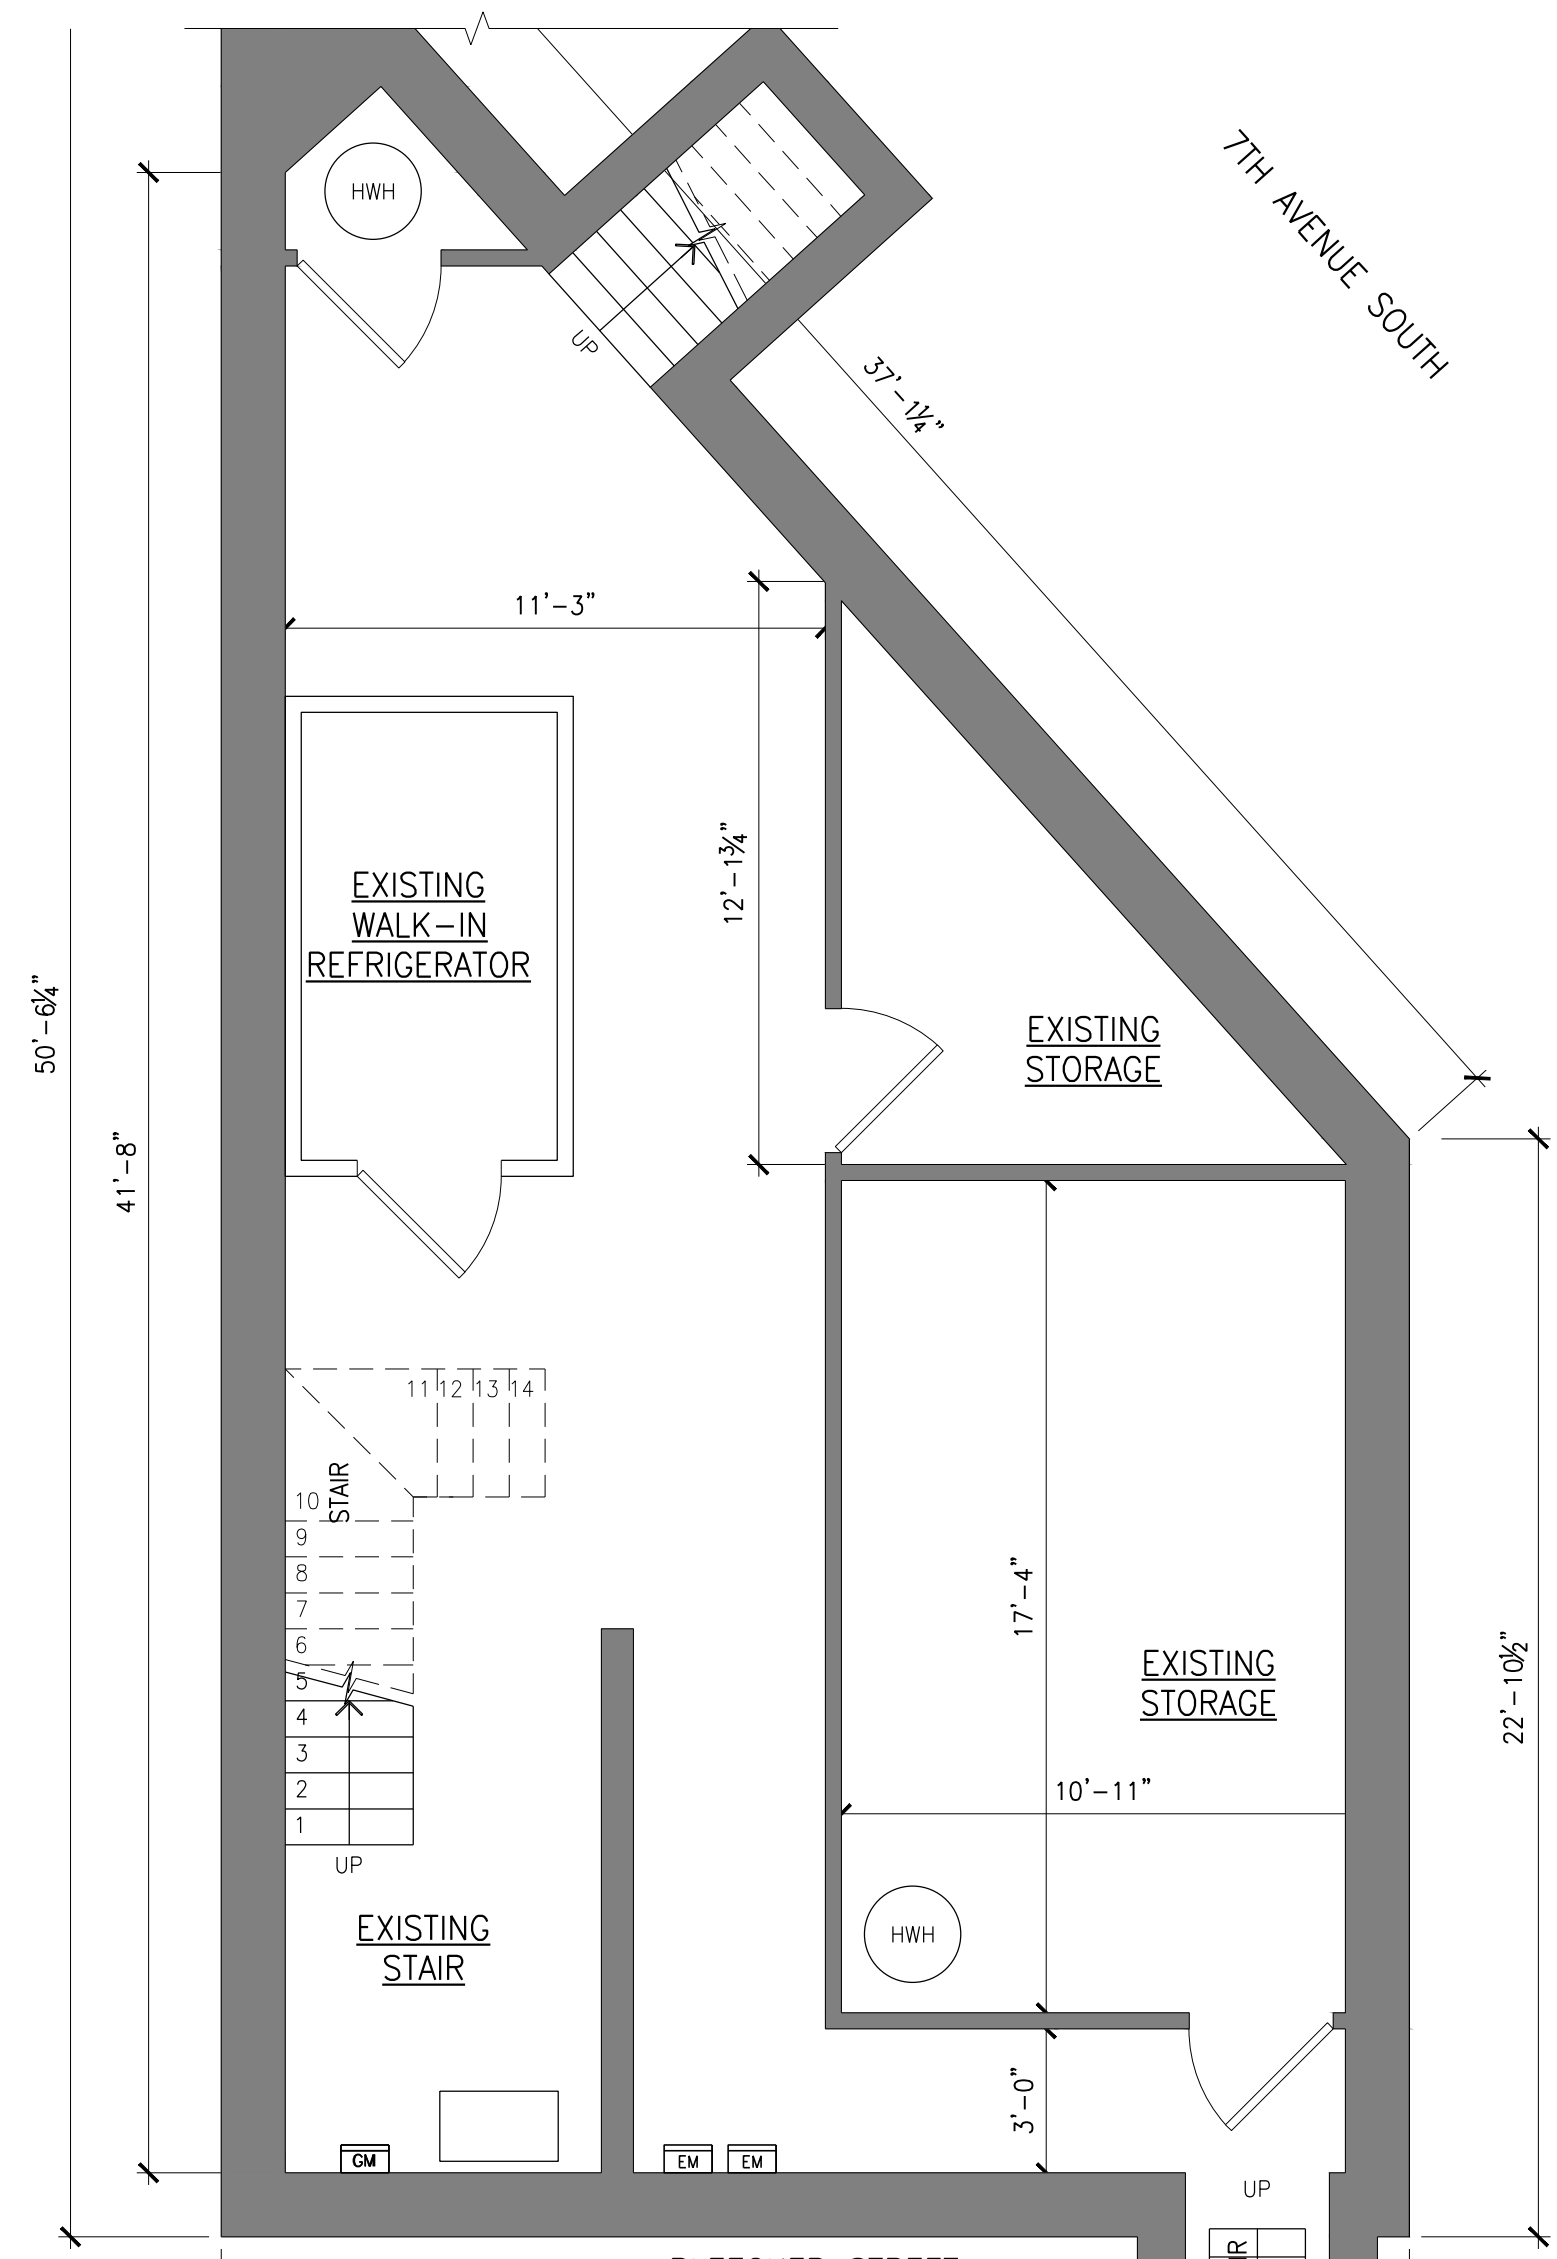 7TH AVENUE SOUTH
HWH
UP
37'-1¼"
11'-3"
12'-1¾"
EXISTING
WALK-IN
REFRIGERATOR
50'-6¼"
EXISTING
STORAGE
41'-8"
11 12 13 14
STAIR
10
9
8
7
6
5
4
3
2
1
UP
17'-4"
EXISTING
STORAGE
22'-10½"
10'-11"
HWH
EXISTING
STAIR
3'-0"
GM
EM
EM
UP